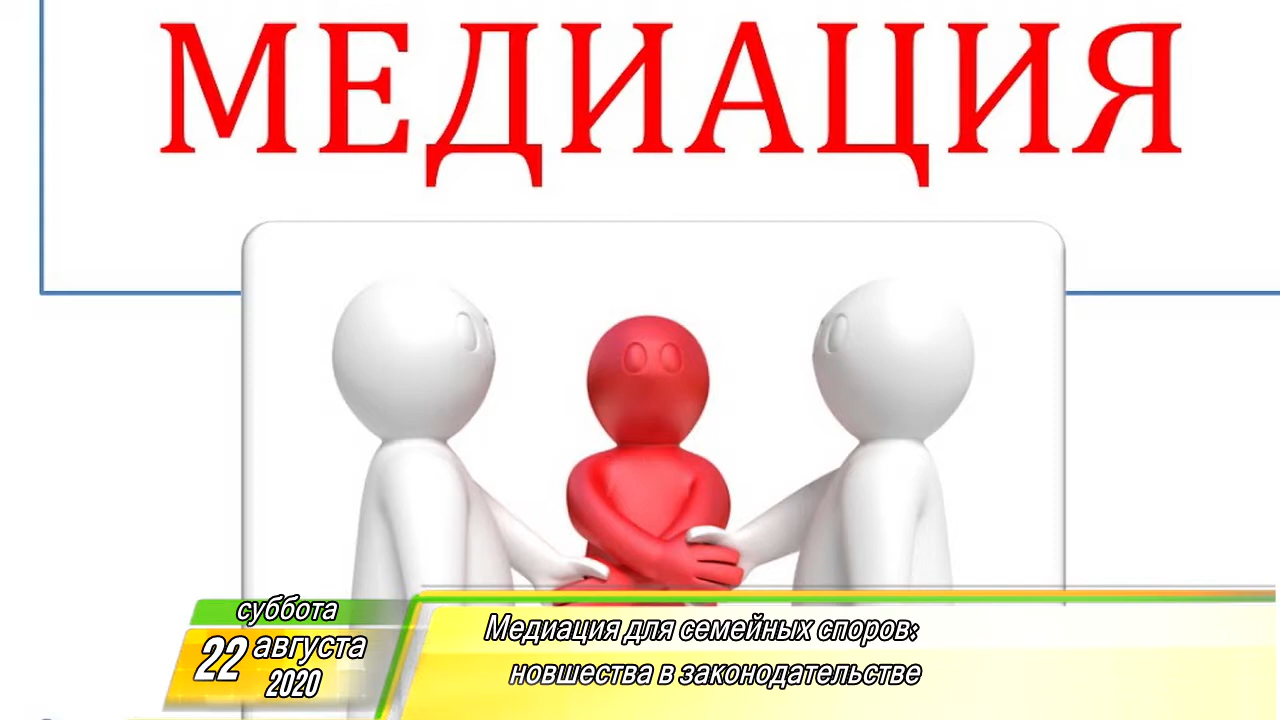 МЕДИАЦИЯ
суббота
22 августа
2020
Медиация для семейных споров:
новшества в законодательстве